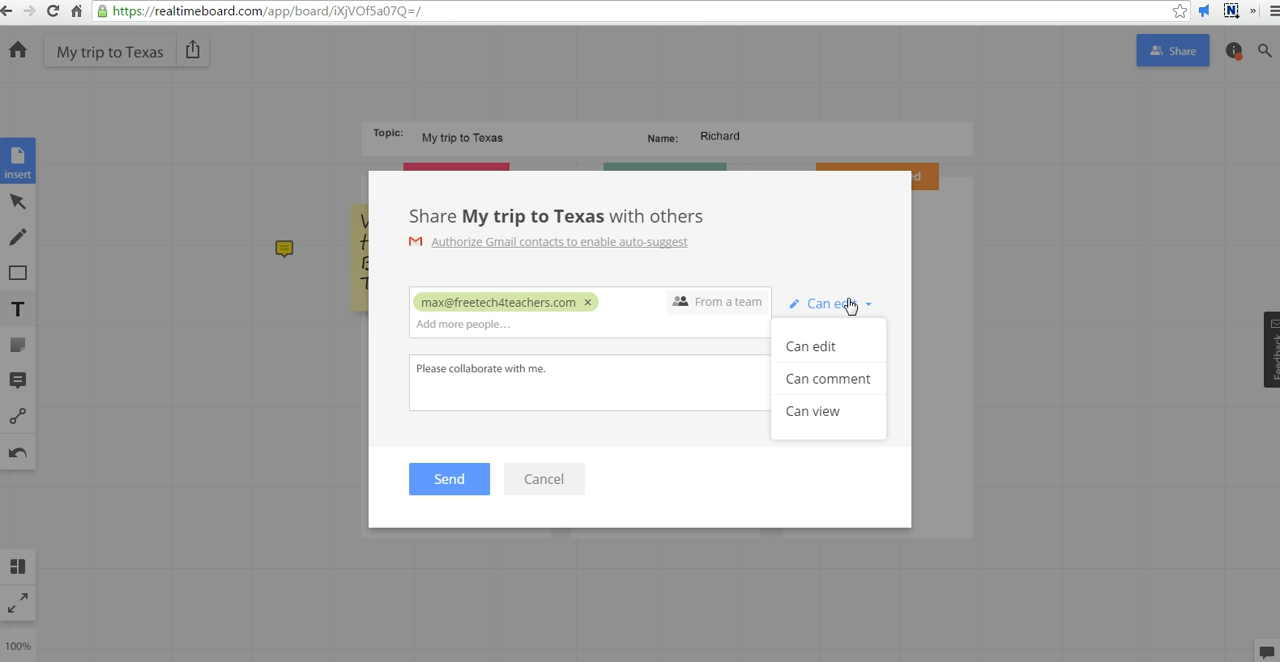 https://realtimeboard.com/app/board/iXjVOf5a07Q=/
My trip to Texas
Share
insert
T
Topic: My trip to Texas Name: Richard
Share My trip to Texas with others
Authorize Gmail contacts to enable auto-suggest
max@freetech4teachers.com
From a team
Can edit
Add more people...
Can edit
Please collaborate with me.
Can comment
Can view
Send
Cancel
Feedback
100%